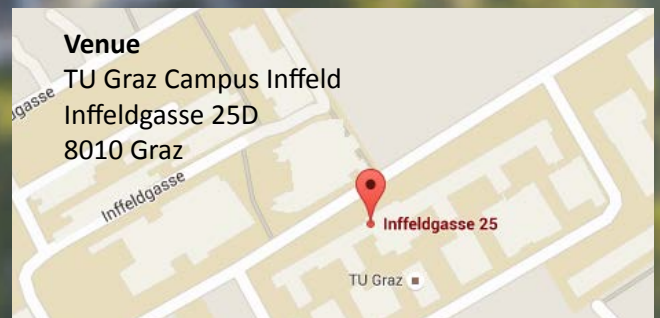 Venue
TU Graz Campus Inffeld
Inffeldgasse 25D
8010 Graz
Inffeldgasse
Inffeldgasse 25
TU Graz